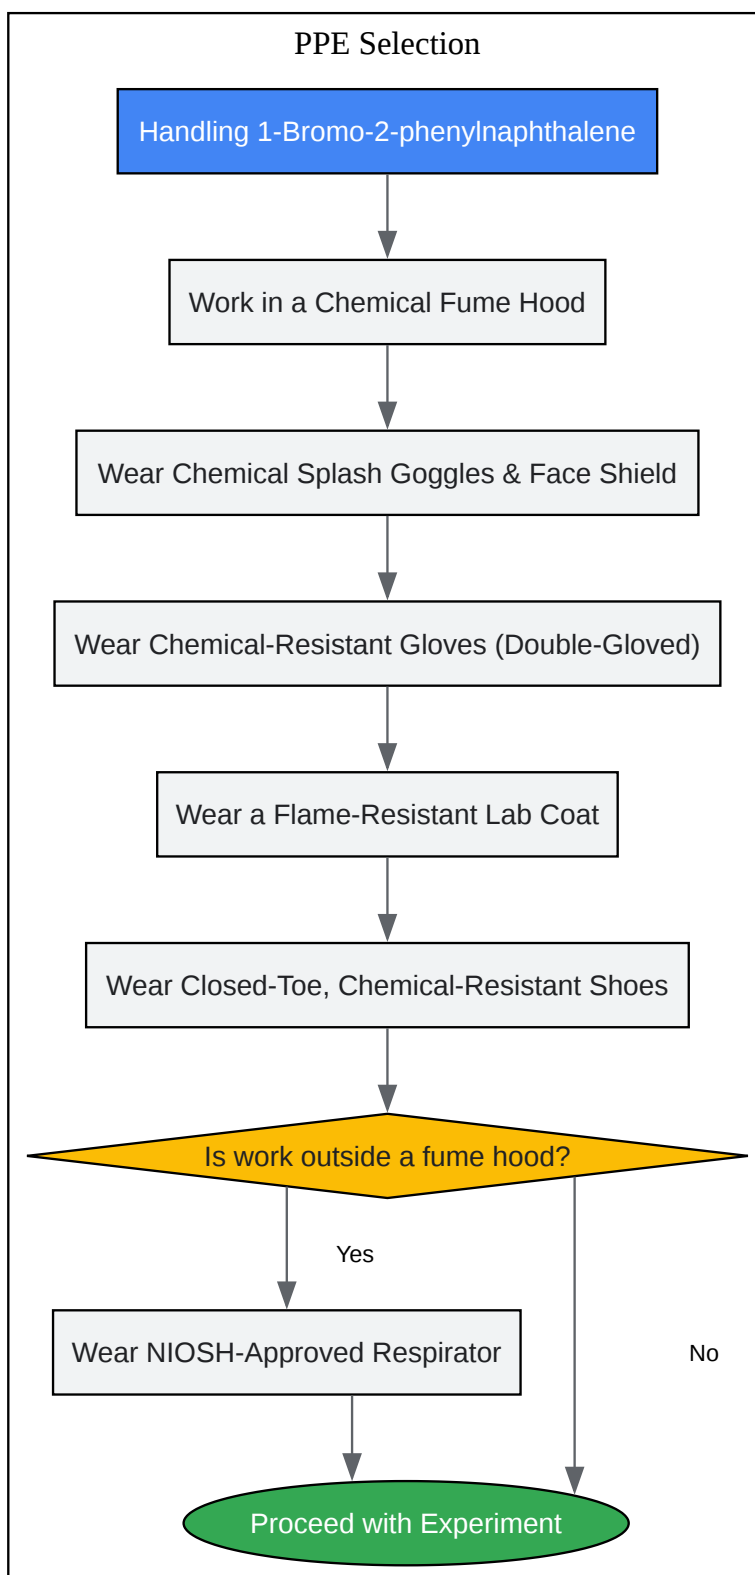 PPE Selection
Handling 1-Bromo-2-phenylnaphthalene
Work in a Chemical Fume Hood
Wear Chemical Splash Goggles & Face Shield
Wear Chemical-Resistant Gloves (Double-Gloved)
Wear a Flame-Resistant Lab Coat
Wear Closed-Toe, Chemical-Resistant Shoes
Is work outside a fume hood?
Yes
Wear NIOSH-Approved Respirator
No
Proceed with Experiment